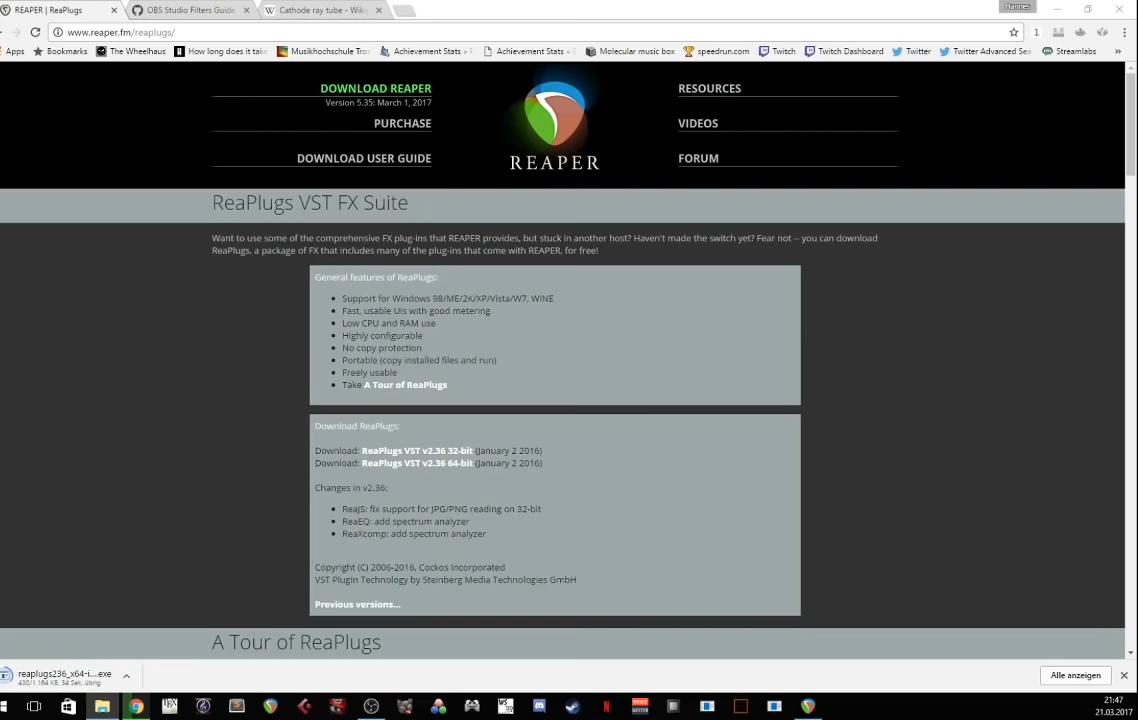 REAPER | ReaPlugs
OBS Studio Filters Guide
Cathode ray tube - Wiki
Hannes
www.reaper.fm/reaplugs/
Apps
Bookmarks
The Wheelhaus
How long does it take
Musikhochschule Tros
Achievement Stats
Achievement Stats
Molecular music box
speedrun.com
Twitch
Twitch Dashboard
Twitter
Twitter Advanced Sea
Streamlabs
DOWNLOAD REAPER
Version 5.35: March 1, 2017
PURCHASE
DOWNLOAD USER GUIDE
REAPER
RESOURCES
VIDEOS
FORUM
ReaPlugs VST FX Suite
Want to use some of the comprehensive FX plug-ins that REAPER provides, but stuck in another host? Haven't made the switch yet? Fear not -- you can download
ReaPlugs, a package of FX that includes many of the plug-ins that come with REAPER, for free!
General features of ReaPlugs:
Support for Windows 98/ME/2K/XP/Vista/W7, WINE
Fast, usable UIs with good metering
Low CPU and RAM use
Highly configurable
No copy protection
Portable (copy installed files and run)
Freely usable
Take A Tour of ReaPlugs
Download ReaPlugs:
Download: ReaPlugs VST v2.36 32-bit (January 2 2016)
Download: ReaPlugs VST v2.36 64-bit (January 2 2016)
Changes in v2.36:
ReaJS: fix support for JPG/PNG reading on 32-bit
ReaEQ: add spectrum analyzer
ReaXcomp: add spectrum analyzer
Copyright (C) 2006-2016, Cockos Incorporated
VST PlugIn Technology by Steinberg Media Technologies GmbH
Previous versions...
A Tour of ReaPlugs
reaplugs236_x64-i....exe
430/1.164 KB, 34 Sek. übrig
Alle anzeigen
21:47
21.03.2017